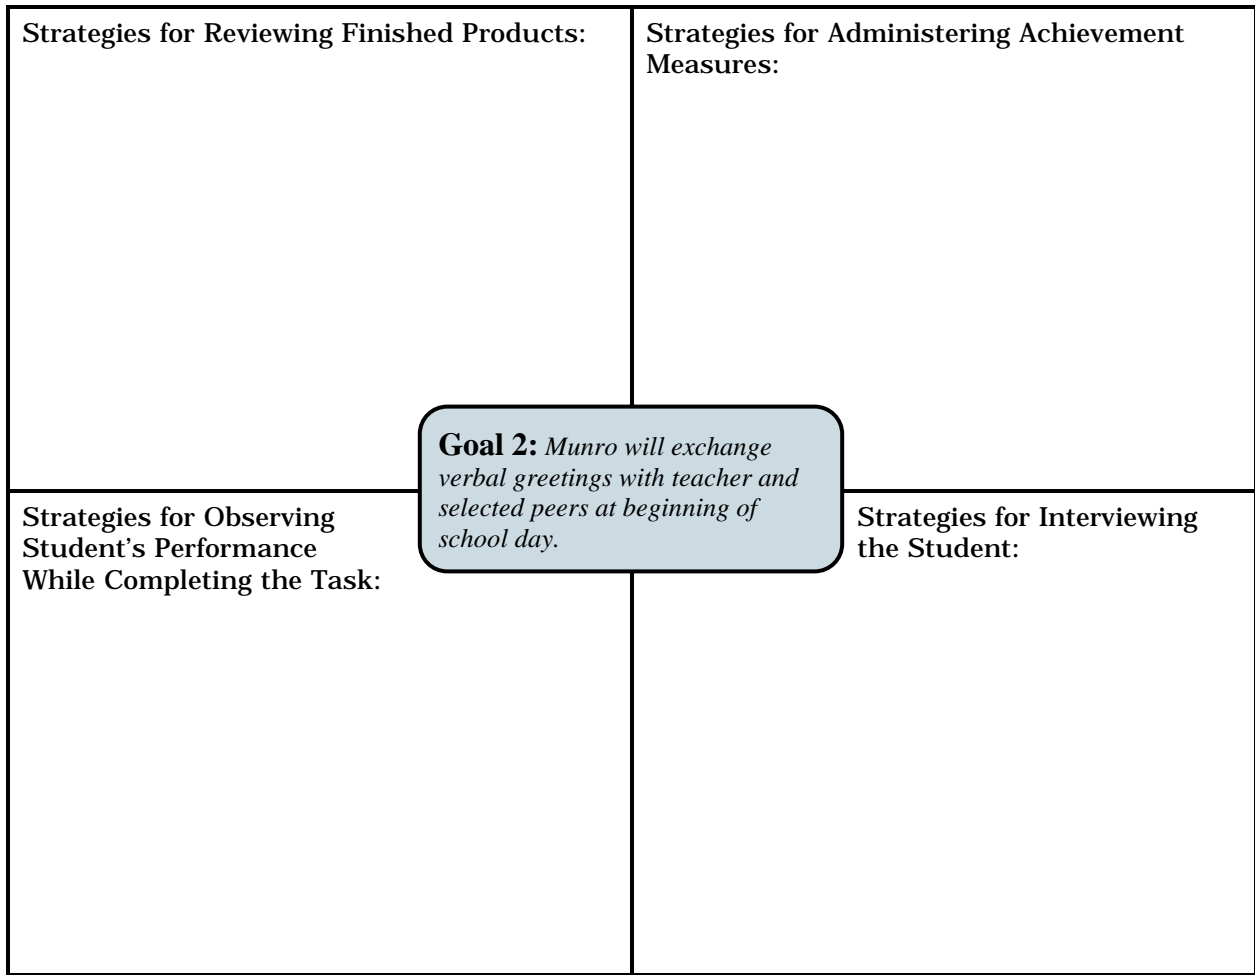 Strategies for Reviewing Finished Products:
Strategies for Administering Achievement
Measures:
Goal 2: Munro will exchange
verbal greetings with teacher and
selected peers at beginning of
school day.
Strategies for Observing
Student's Performance
While Completing the Task:
Strategies for Interviewing
the Student: